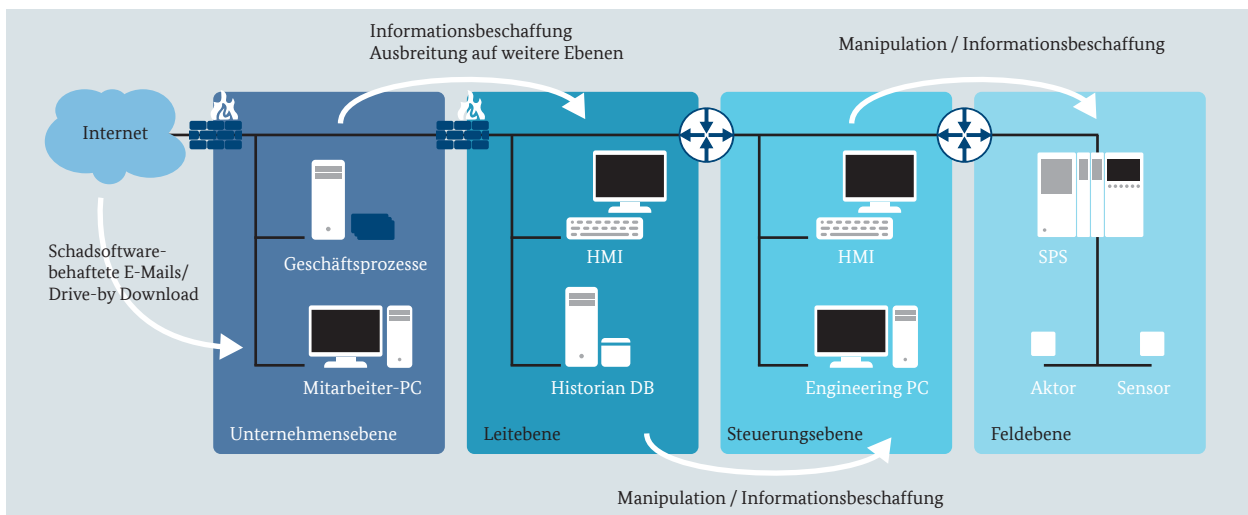 Informationsbeschaffung
Ausbreitung auf weitere Ebenen
Manipulation / Informationsbeschaffung
Internet
Schadsoftware-
behaftete E-Mails/
Drive-by Download
Geschäftsprozesse
Mitarbeiter-PC
Unternehmensebene
HMI
Historian DB
Leitebene
HMI
Engineering PC
Steuerungsebene
SPS
Aktor
Sensor
Feldebene
Manipulation / Informationsbeschaffung